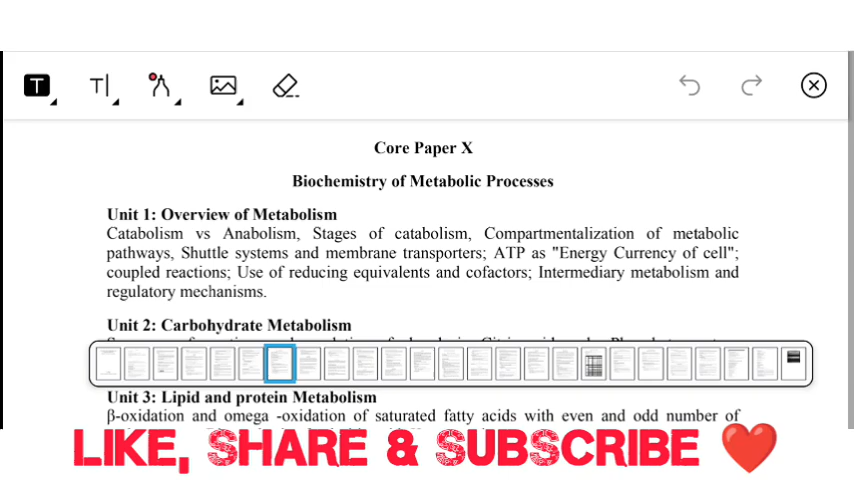 T T
Core Paper X
Biochemistry of Metabolic Processes
Unit 1: Overview of Metabolism
Catabolism vs Anabolism, Stages of catabolism, Compartmentalization of metabolic
pathways, Shuttle systems and membrane transporters; ATP as "Energy Currency of cell";
coupled reactions; Use of reducing equivalents and cofactors; Intermediary metabolism and
regulatory mechanisms.
Unit 2: Carbohydrate Metabolism
Unit 3: Lipid and protein Metabolism
β-oxidation and omega -oxidation of saturated fatty acids with even and odd number of
LIKE, SHARE & SUBSCRIBE ❤️